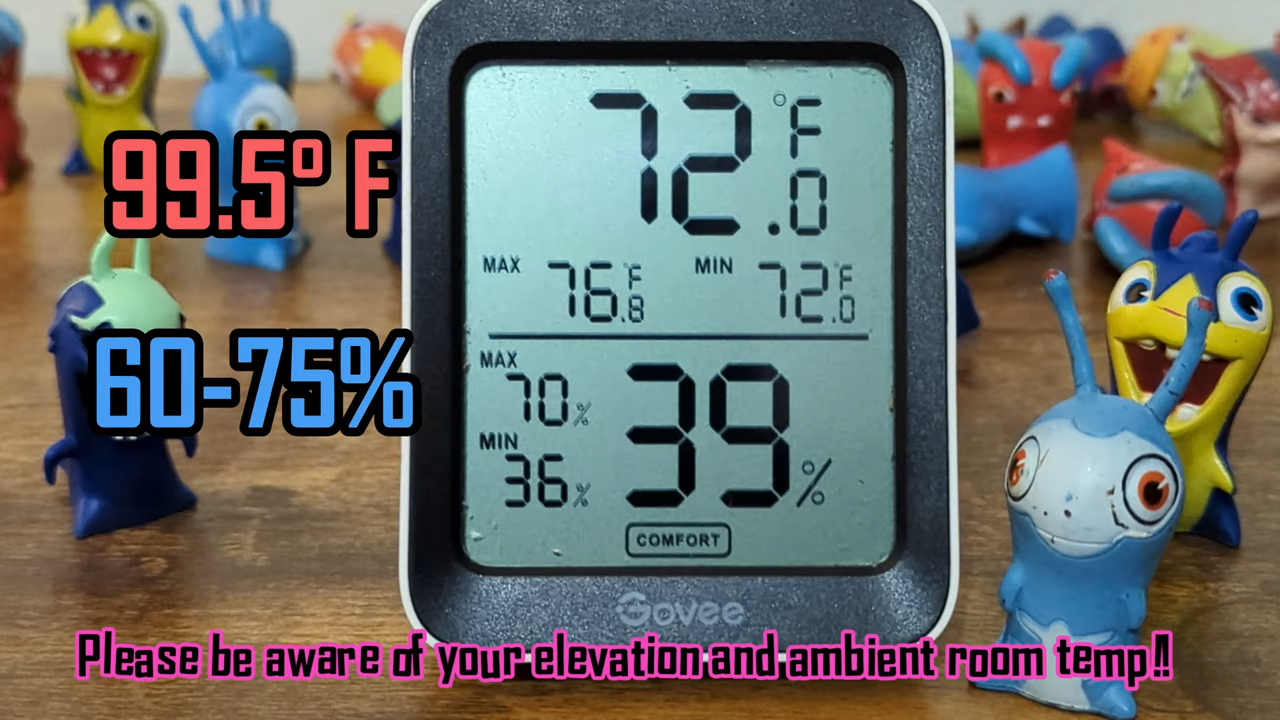 99.5° F
60-75%
72.0 °F
MAX 76.8 °F MIN 72.0 °F
MAX
70%
MIN
36%
39%
COMFORT
Govee
Please be aware of your elevation and ambient room temp!!